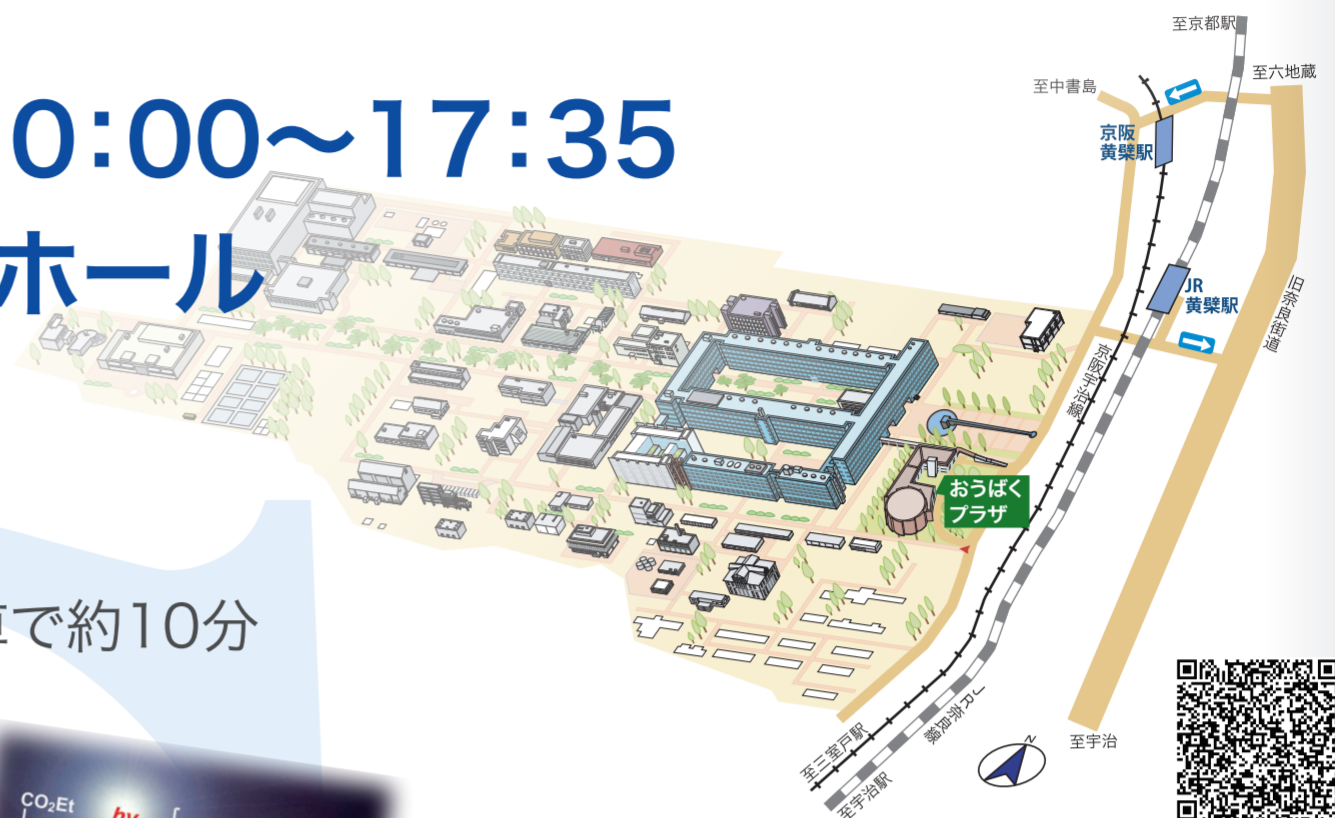 0:00～17:35
ホール
で約10分
至京都駅
至六地蔵
至中書島
京阪
黄檗駅
JR
黄檗駅
旧奈良街道
京阪宇治線
おうばく
プラザ
JR奈良線
至三室戸駅
至宇治駅
至宇治
N
CO₂Et
hv